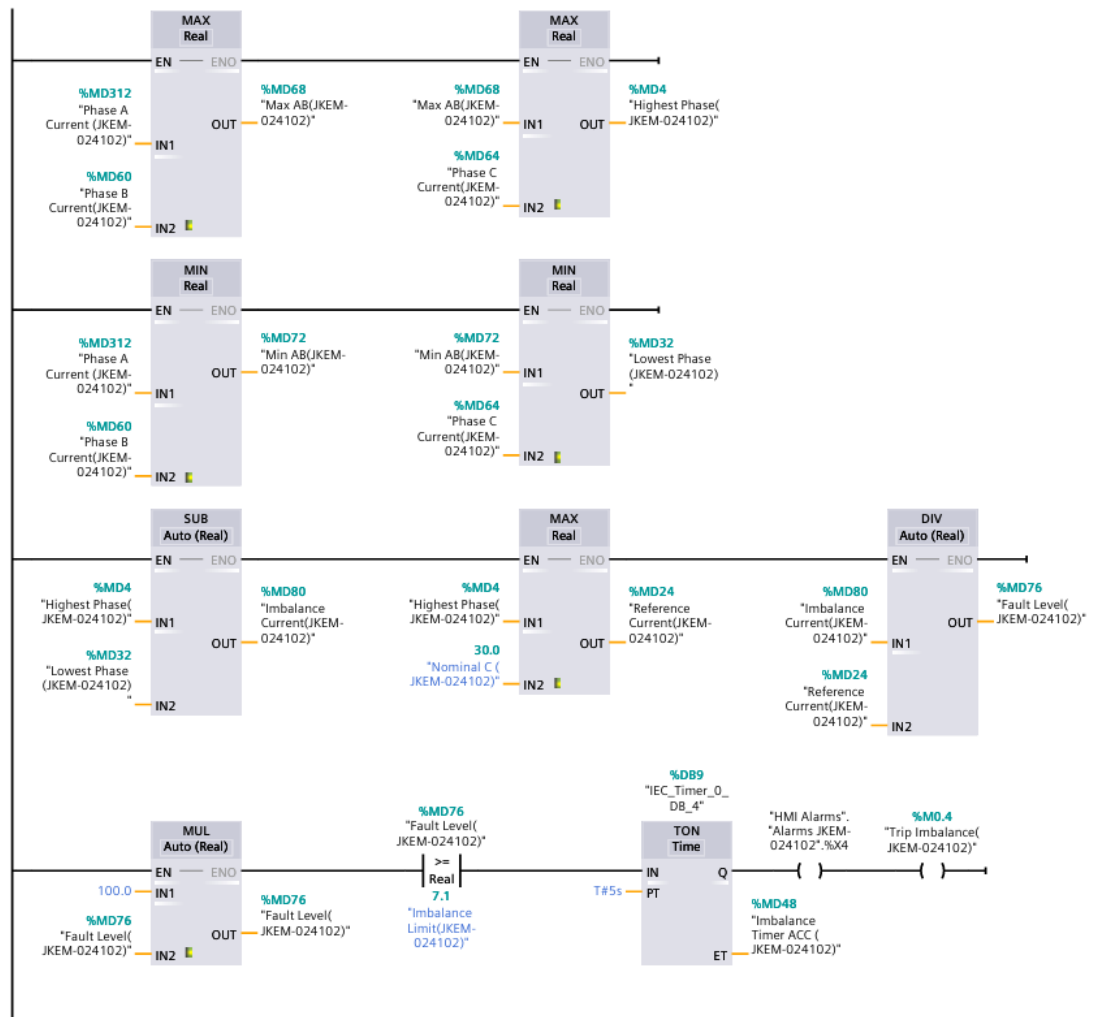 MAX
Real
EN
ENO
%MD312
"Phase A
Current (JKEM-
024102)"
IN1
%MD60
"Phase B
Current(JKEM-
024102)"
IN2
OUT
%MD68
"Max AB(JKEM-
024102)"
MAX
Real
EN
ENO
%MD68
"Max AB(JKEM-
024102)"
IN1
%MD64
"Phase C
Current(JKEM-
024102)"
IN2
OUT
%MD4
"Highest Phase(
JKEM-024102)"
MIN
Real
EN
ENO
%MD312
"Phase A
Current (JKEM-
024102)"
IN1
%MD60
"Phase B
Current(JKEM-
024102)"
IN2
OUT
%MD72
"Min AB(JKEM-
024102)"
MIN
Real
EN
ENO
%MD72
"Min AB(JKEM-
024102)"
IN1
%MD64
"Phase C
Current(JKEM-
024102)"
IN2
OUT
%MD32
"Lowest Phase
(JKEM-024102)
"
SUB
Auto (Real)
EN
ENO
%MD4
"Highest Phase(
JKEM-024102)"
IN1
%MD32
"Lowest Phase
(JKEM-024102)
"
IN2
OUT
%MD80
"Imbalance
Current(JKEM-
024102)"
MAX
Real
EN
ENO
%MD4
"Highest Phase(
JKEM-024102)"
IN1
30.0
"Nominal C (
JKEM-024102)"
IN2
OUT
%MD24
"Reference
Current(JKEM-
024102)"
DIV
Auto (Real)
EN
ENO
%MD80
"Imbalance
Current(JKEM-
024102)"
IN1
%MD24
"Reference
Current(JKEM-
024102)"
IN2
OUT
%MD76
"Fault Level(
JKEM-024102)"
MUL
Auto (Real)
EN
ENO
100.0
IN1
%MD76
"Fault Level(
JKEM-024102)"
IN2
OUT
%MD76
"Fault Level(
JKEM-024102)"
%MD76
"Fault Level(
JKEM-024102)"
>=
Real
7.1
"Imbalance
Limit(JKEM-
024102)"
%DB9
"IEC_Timer_0_
DB_4"
TON
Time
IN
Q
T#5s
PT
ET
%MD48
"Imbalance
Timer ACC (
JKEM-024102)"
"HMI Alarms".
"Alarms JKEM-
024102".%X4
%M0.4
"Trip Imbalance(
JKEM-024102)"